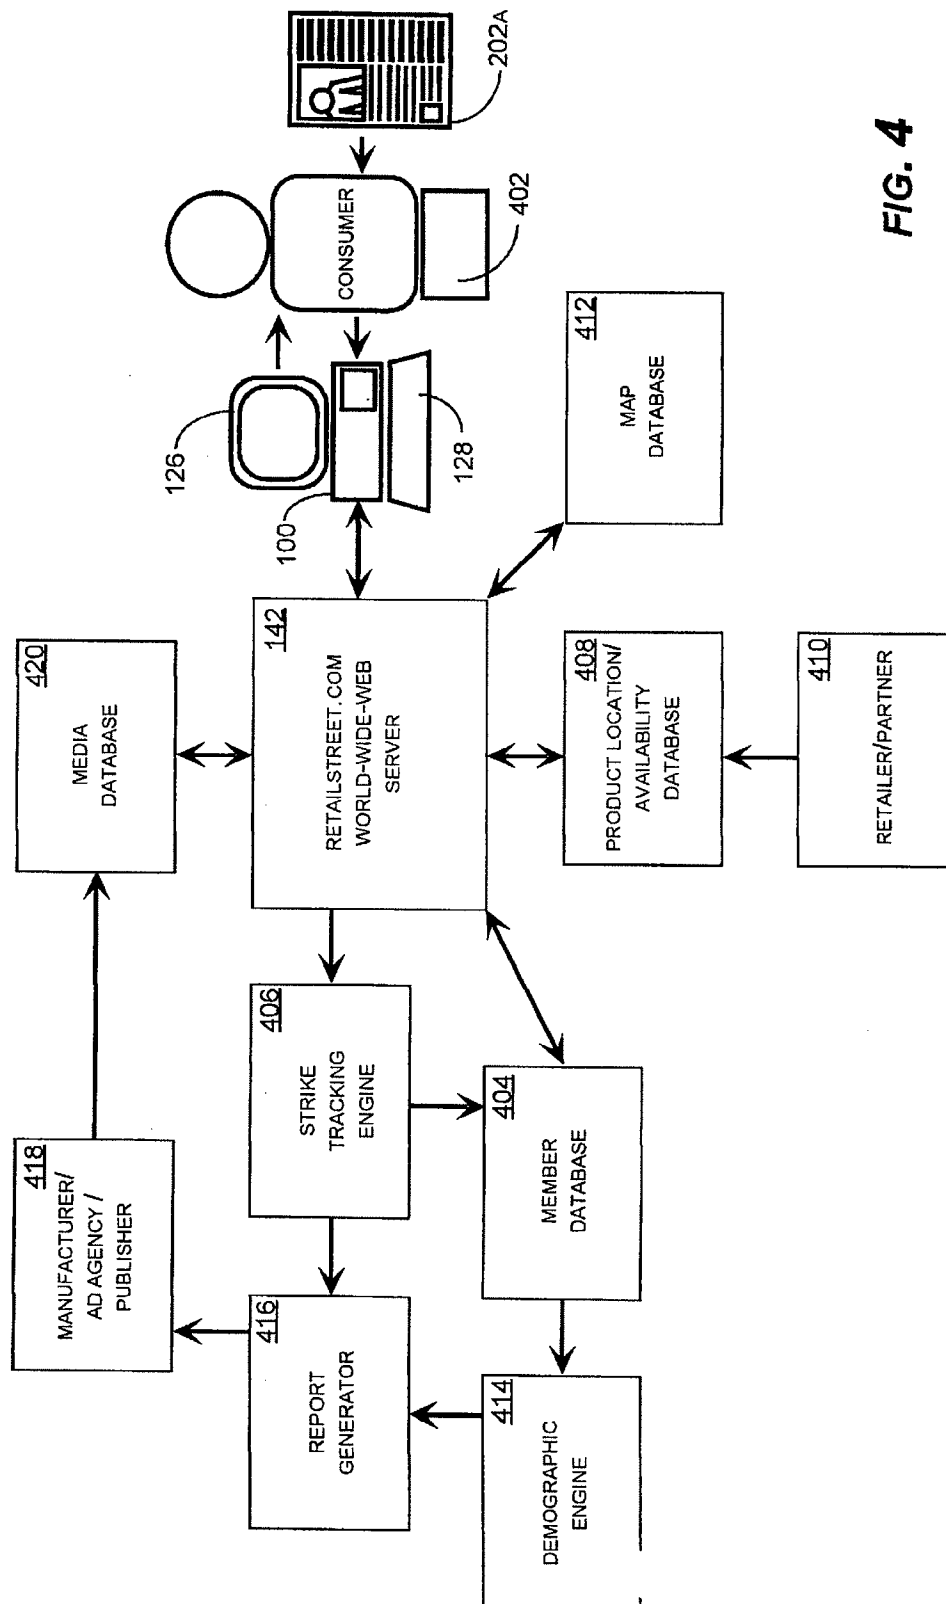 418
MANUFACTURER/
AD AGENCY /
PUBLISHER
420
MEDIA
DATABASE
416
REPORT
GENERATOR
406
STRIKE
TRACKING
ENGINE
142
RETAILSTREET.COM
WORLD-WIDE-WEB
SERVER
100
126
128
CONSUMER
402
202A
414
DEMOGRAPHIC
ENGINE
404
MEMBER
DATABASE
408
PRODUCT LOCATION/
AVAILABILITY
DATABASE
412
MAP
DATABASE
410
RETAILER/PARTNER
FIG. 4